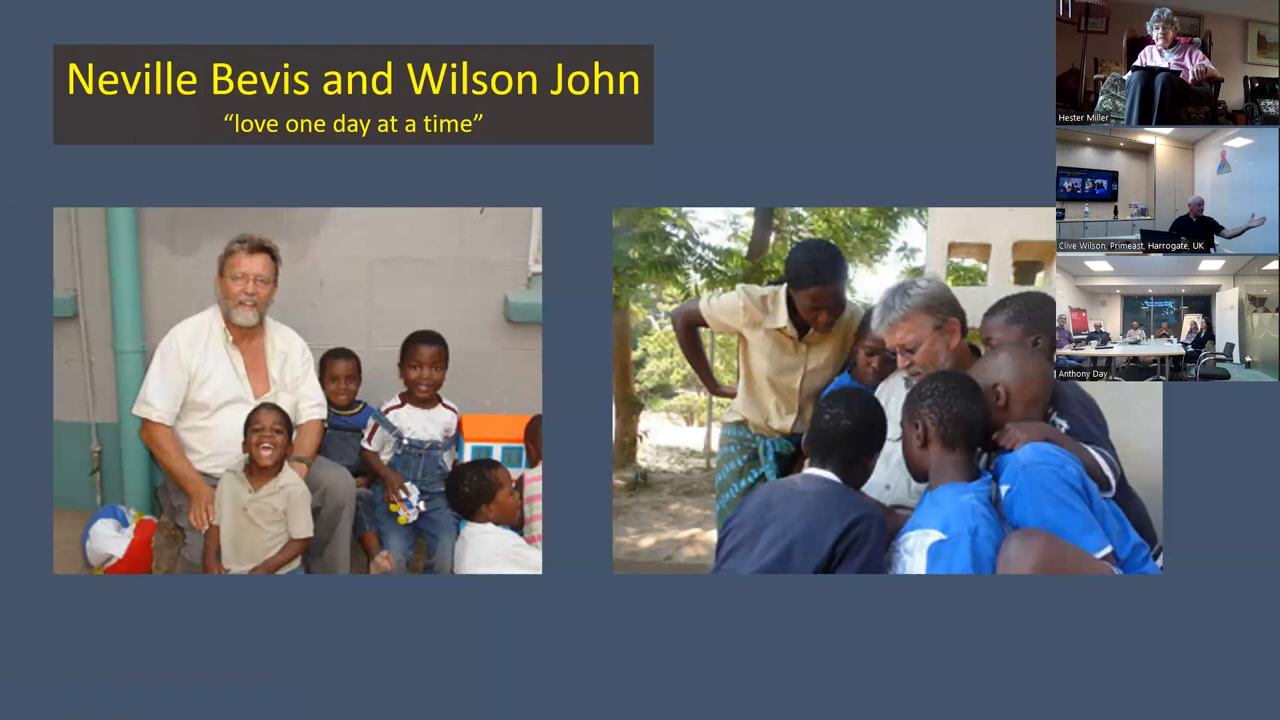 Neville Bevis and Wilson John
“love one day at a time”
Hester Miller
Clive Wilson, Primeast, Harrogate, UK
Anthony Day